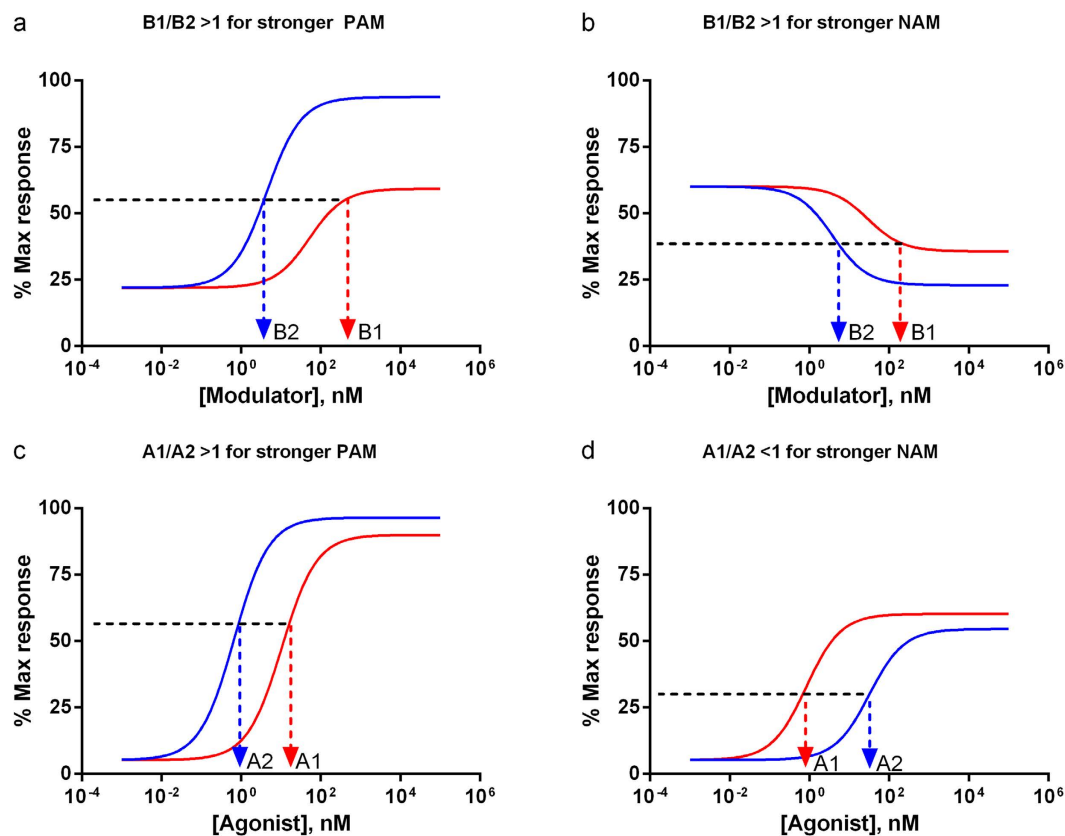 a
B1/B2 >1 for stronger PAM
100
75
50
25
0
% Max response
B2
B1
10-4
10-2
100
102
104
106
[Modulator], nM
b
B1/B2 >1 for stronger NAM
100
75
50
25
0
% Max response
B2
B1
10-4
10-2
100
102
104
106
[Modulator], nM
c
A1/A2 >1 for stronger PAM
100
75
50
25
0
% Max response
A2
A1
10-4
10-2
100
102
104
106
[Agonist], nM
d
A1/A2 <1 for stronger NAM
100
75
50
25
0
% Max response
A1
A2
10-4
10-2
100
102
104
106
[Agonist], nM